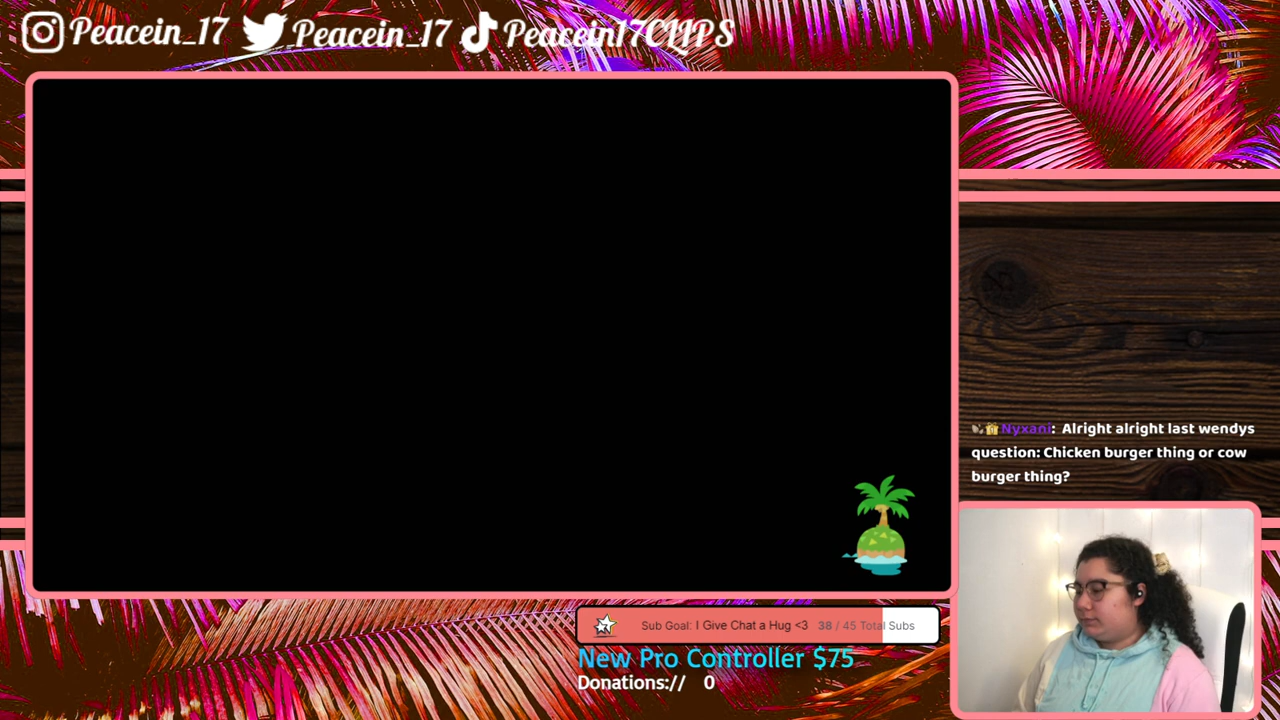 Peacein_17 Peacein_17 Peacein17CLIPS
Nyxani: Alright alright last wendys
question: Chicken burger thing or cow
burger thing?
Sub Goal: I Give Chat a Hug <3 38 / 45 Total Subs
New Pro Controller $75
Donations:// 0